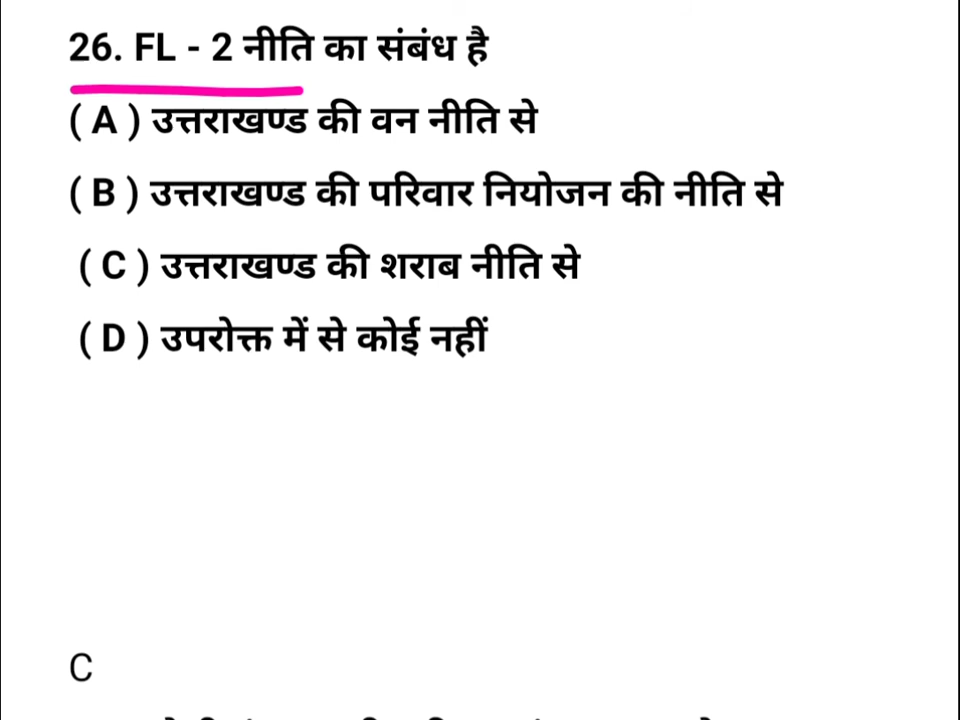 26. FL - 2 नीति का संबंध है
( A ) उत्तराखण्ड की वन नीति से
( B ) उत्तराखण्ड की परिवार नियोजन की नीति से
( C ) उत्तराखण्ड की शराब नीति से
( D ) उपरोक्त में से कोई नहीं
C